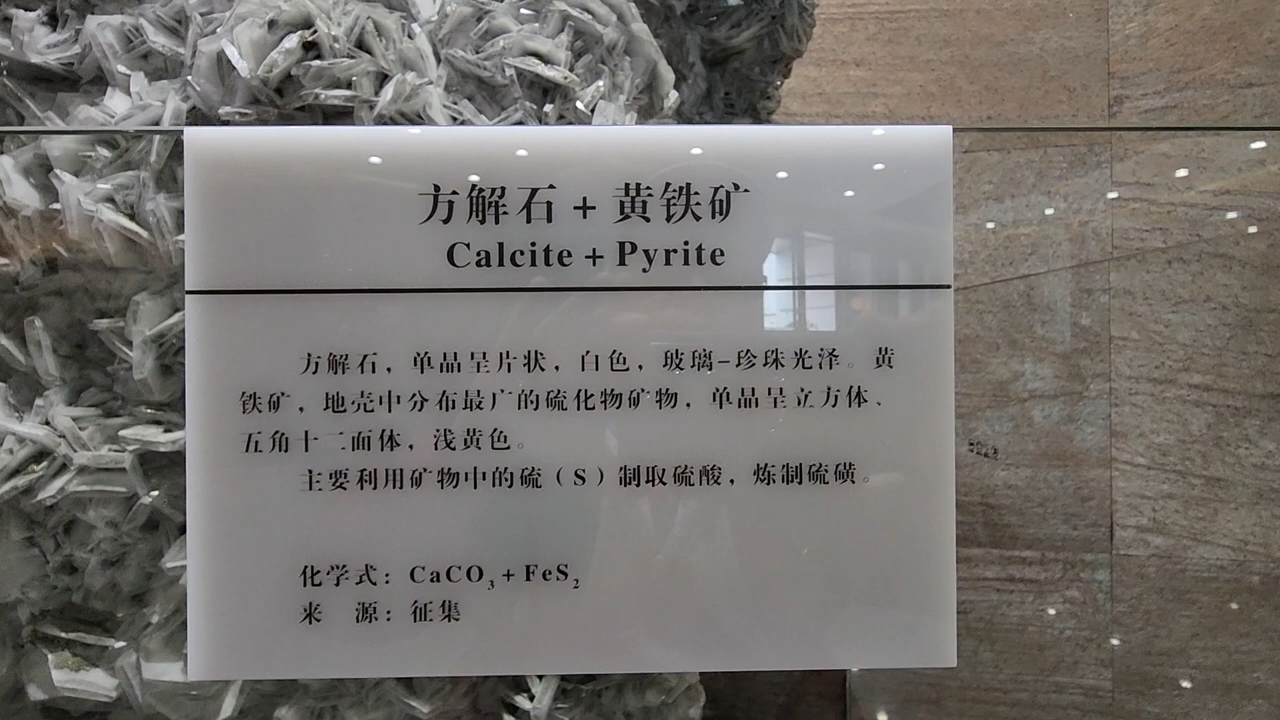 方解石+黄铁矿
Calcite+Pyrite
方解石，单晶呈片状，白色，玻璃-珍珠光泽。黄
铁矿，地壳中分布最广的硫化物矿物，单晶呈立方体、
五角十二面体，浅黄色。
主要利用矿物中的硫（S）制取硫酸，炼制硫磺。
化学式：CaCO₃+FeS₂
来 源：征集